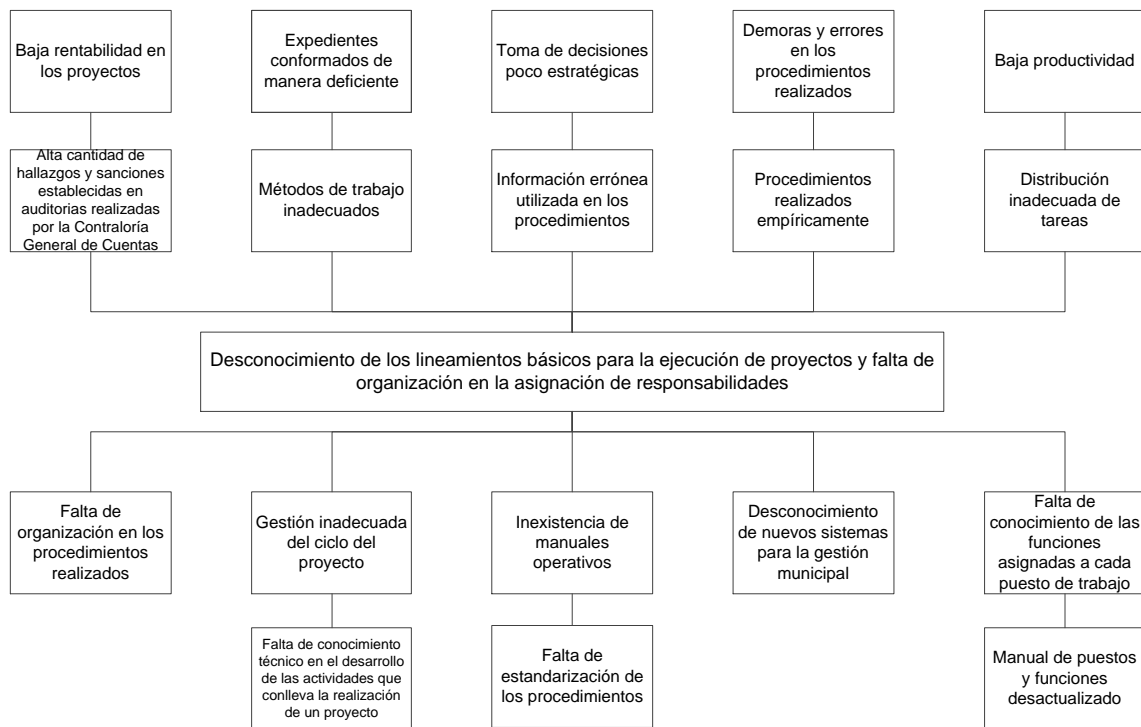 Baja rentabilidad en
los proyectos
Expedientes
conformados de
manera deficiente
Toma de decisiones
poco estratégicas
Demoras y errores
en los
procedimientos
realizados
Baja productividad
Alta cantidad de
hallazgos y sanciones
establecidas en
auditorias realizadas
por la Contraloría
General de Cuentas
Métodos de trabajo
inadecuados
Información errónea
utilizada en los
procedimientos
Procedimientos
realizados
empíricamente
Distribución
inadecuada de
tareas
Desconocimiento de los lineamientos básicos para la ejecución de proyectos y falta de
organización en la asignación de responsabilidades
Falta de
organización en los
procedimientos
realizados
Gestión inadecuada
del ciclo del
proyecto
Inexistencia de
manuales
operativos
Desconocimiento
de nuevos sistemas
para la gestión
municipal
Falta de
conocimiento de las
funciones
asignadas a cada
puesto de trabajo
Falta de conocimiento
técnico en el desarrollo
de las actividades que
conlleva la realización
de un proyecto
Falta de
estandarización de
los procedimientos
Manual de puestos
y funciones
desactualizado